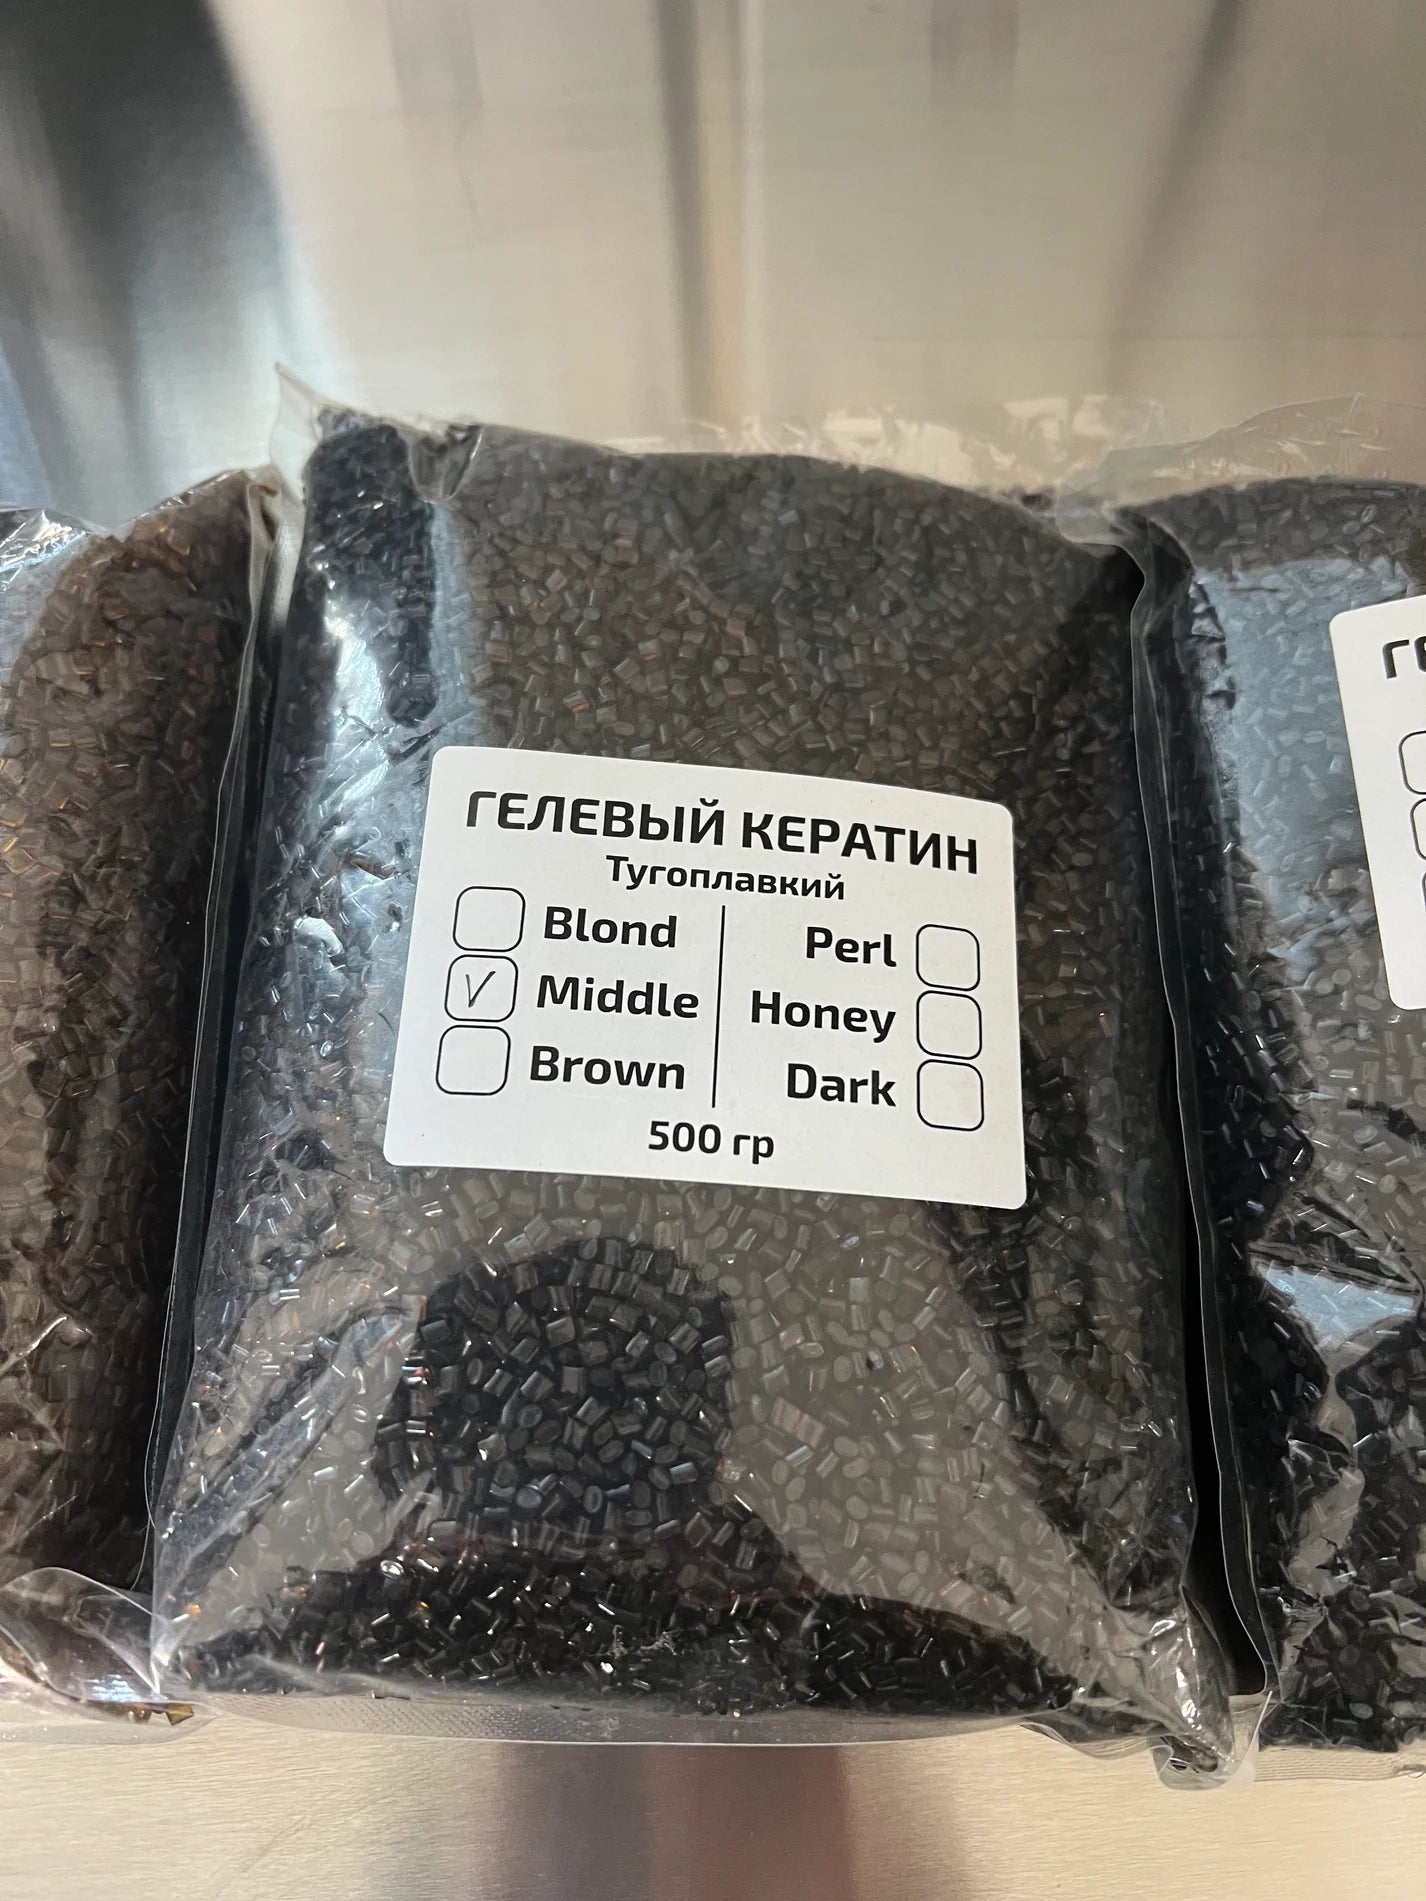 ГЕЛЕВЫЙ КЕРАТИН
Тугоплавкий
Blond
Middle
Brown
Perl
Honey
Dark
500 гр